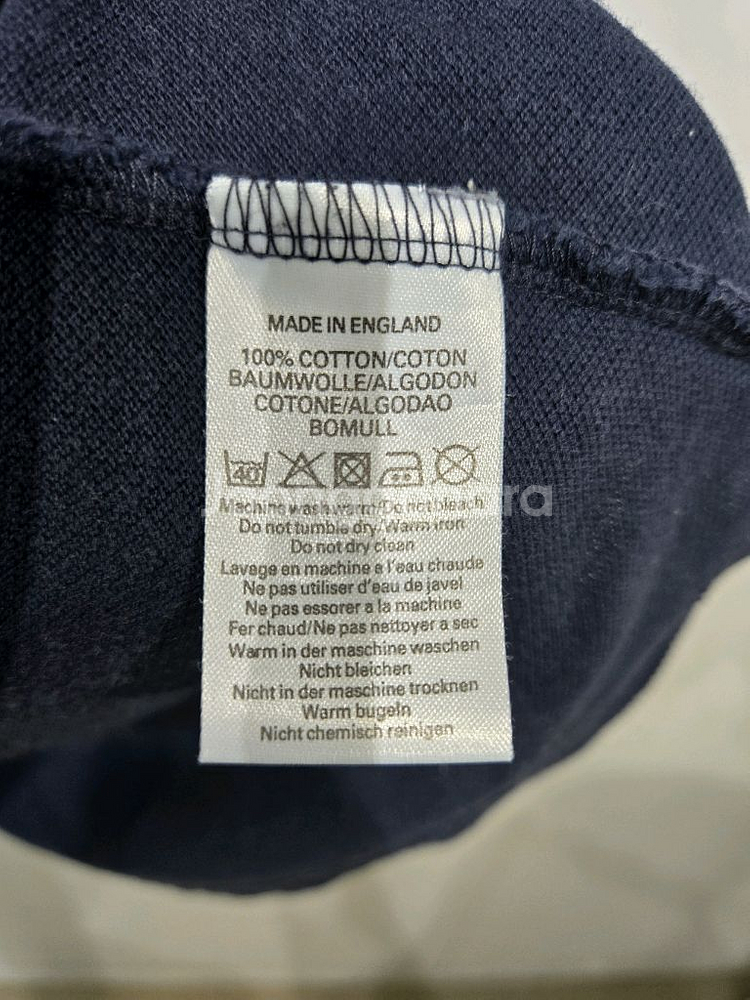 MADE IN ENGLAND
100% COTTON/COTON
BAUMWOLLE/ALGODON
COTONE/ALGODAO
BOMULL
40
Machine wash warm/Do not bleach
Do not tumble dry/Warm iron
Do not dry clean
Lavage en machine a l'eau chaude
Ne pas utiliser d'eau de javel
Ne pas essorer a la machine
Fer chaud/Ne pas nettoyer a sec
Warm in der maschine waschen
Nicht bleichen
Nicht in der maschine trocknen
Warm bugeln
Nicht chemisch reinigen